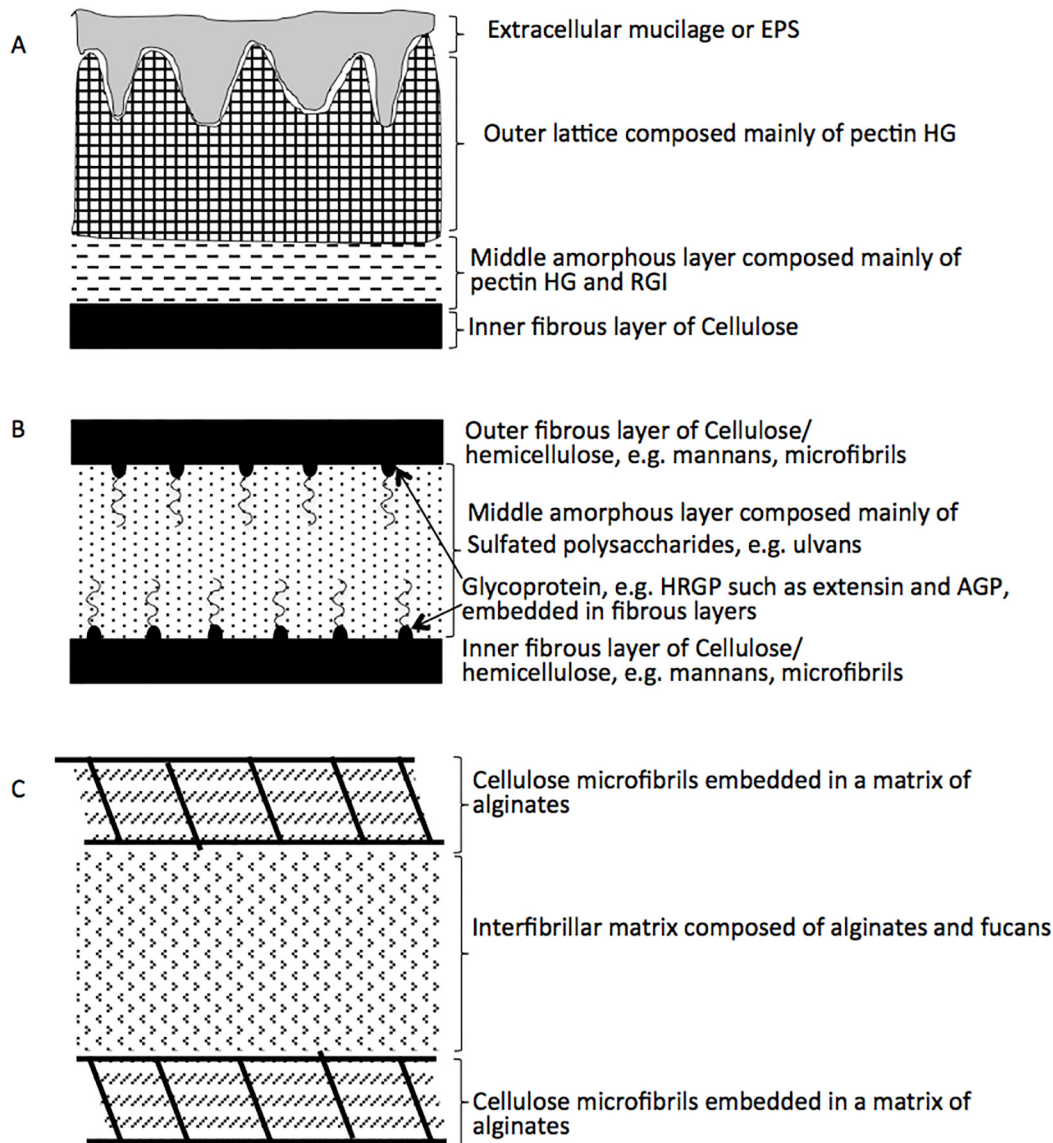 A
Extracellular mucilage or EPS
Outer lattice composed mainly of pectin HG
Middle amorphous layer composed mainly of
pectin HG and RGI
Inner fibrous layer of Cellulose
B
Outer fibrous layer of Cellulose/
hemicellulose, e.g. mannans, microfibrils
Middle amorphous layer composed mainly of
Sulfated polysaccharides, e.g. ulvans
Glycoprotein, e.g. HRGP such as extensin and AGP,
embedded in fibrous layers
Inner fibrous layer of Cellulose/
hemicellulose, e.g. mannans, microfibrils
C
Cellulose microfibrils embedded in a matrix of
alginates
Interfibrillar matrix composed of alginates and fucans
Cellulose microfibrils embedded in a matrix of
alginates